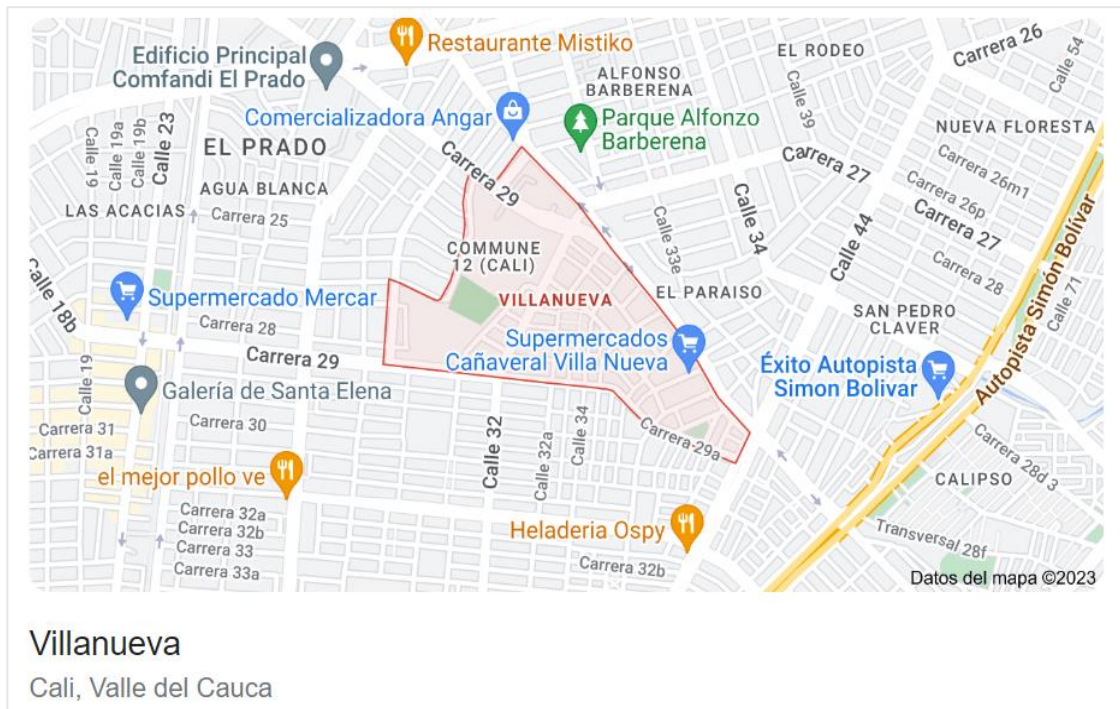 Carrera 26
Calle 54
Restaurante Mistiko
EL RODEO
Edificio Principal
Comfandi El Prado
ALFONSO
BARBERENA
Calle 39
Comercializadora Angar
Parque Alfonzo
Barberena
NUEVA FLORESTA
Calle 19
Calle 19a
Calle 19b
Calle 23
EL PRADO
Carrera 29
Carrera 27
Carrera 26m1
AGUA BLANCA
Carrera 26p
LAS ACACIAS
Carrera 25
Calle 34
Calle 44
Carrera 27
Autopista Simón Bolívar
COMMUNE
12 (CALI)
Calle 33e
Carrera 28
Calle 71
Calle 18b
Supermercado Mercar
VILLANUEVA
EL PARAISO
SAN PEDRO
CLAVER
Carrera 28
Supermercados
Cañaveral Villa Nueva
Carrera 29
Calle 19
Éxito Autopista
Simon Bolivar
Galería de Santa Elena
Carrera 31
Carrera 30
Calle 32
Calle 32a
Calle 34
Carrera 29a
Carrera 31a
Carrera 28d 3
el mejor pollo ve
CALIPSO
Carrera 32a
Carrera 32b
Carrera 33
Carrera 33a
Heladeria Ospy
Transversal 28f
Carrera 32b
Datos del mapa ©2023
Villanueva
Cali, Valle del Cauca